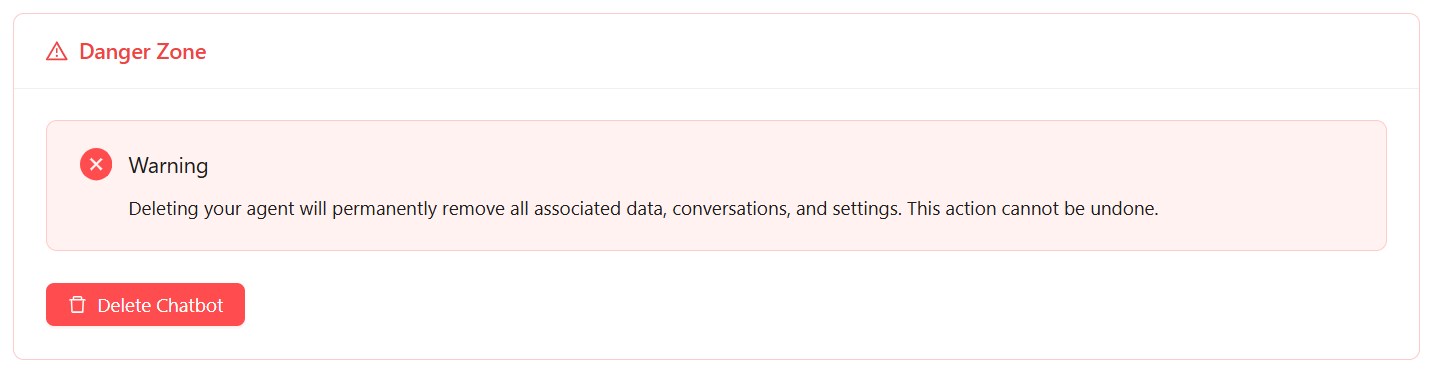 Danger Zone
Warning
Deleting your agent will permanently remove all associated data, conversations, and settings. This action cannot be undone.
Delete Chatbot